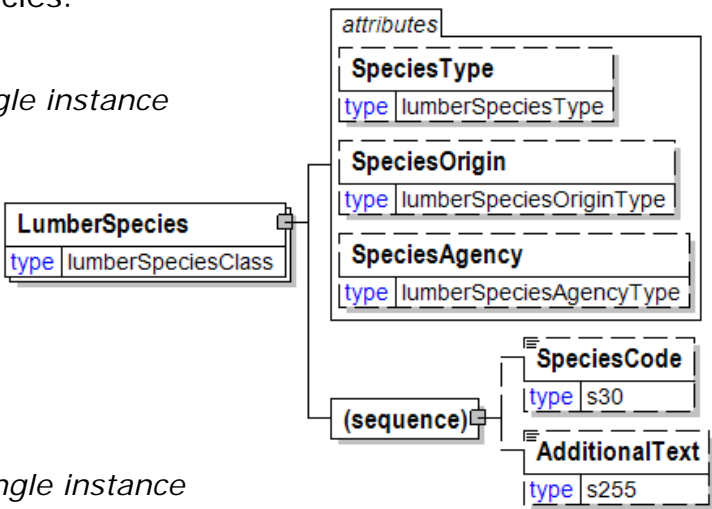 attributes
SpeciesType
type lumberSpeciesType
gle instance
SpeciesOrigin
type lumberSpeciesOriginType
LumberSpecies
type lumberSpeciesClass
SpeciesAgency
type lumberSpeciesAgencyType
SpeciesCode
type s30
(sequence)
AdditionalText
type s255
ngle instance